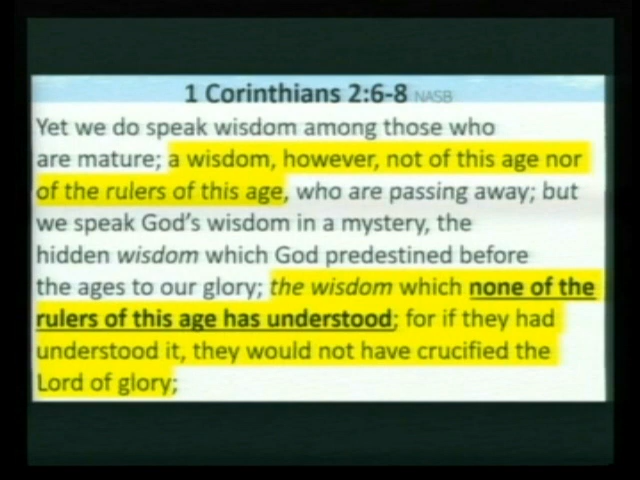 1 Corinthians 2:6-8 NASB
Yet we do speak wisdom among those who
are mature; a wisdom, however, not of this age nor
of the rulers of this age, who are passing away; but
we speak God's wisdom in a mystery, the
hidden wisdom which God predestined before
the ages to our glory; the wisdom which none of the
rulers of this age has understood; for if they had
understood it, they would not have crucified the
Lord of glory;